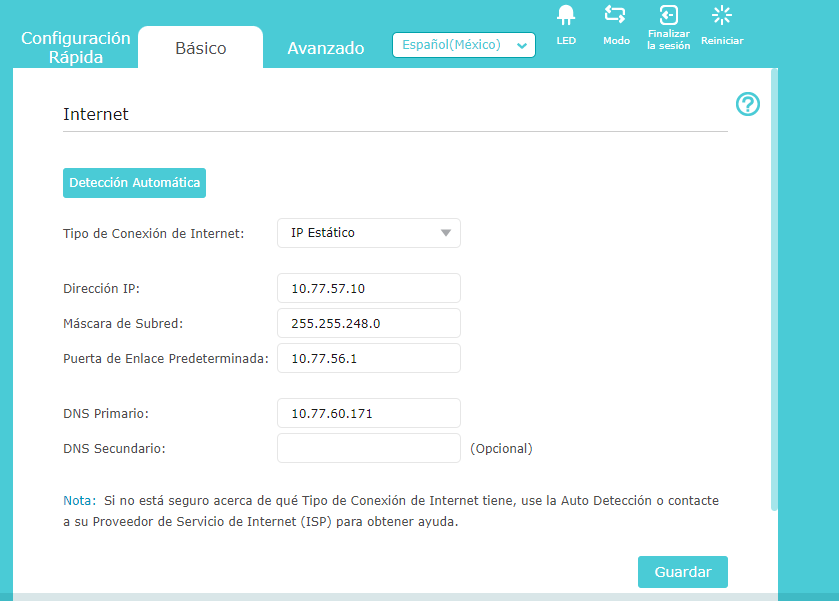 Configuración
Rápida
Básico
Avanzado
Español(México)
LED
Modo
Finalizar
la sesión
Reiniciar
Internet
?
Detección Automática
Tipo de Conexión de Internet:
IP Estático
Dirección IP:
10.77.57.10
Máscara de Subred:
255.255.248.0
Puerta de Enlace Predeterminada:
10.77.56.1
DNS Primario:
10.77.60.171
DNS Secundario:
(Opcional)
Nota: Si no está seguro acerca de qué Tipo de Conexión de Internet tiene, use la Auto Detección o contacte
a su Proveedor de Servicio de Internet (ISP) para obtener ayuda.
Guardar